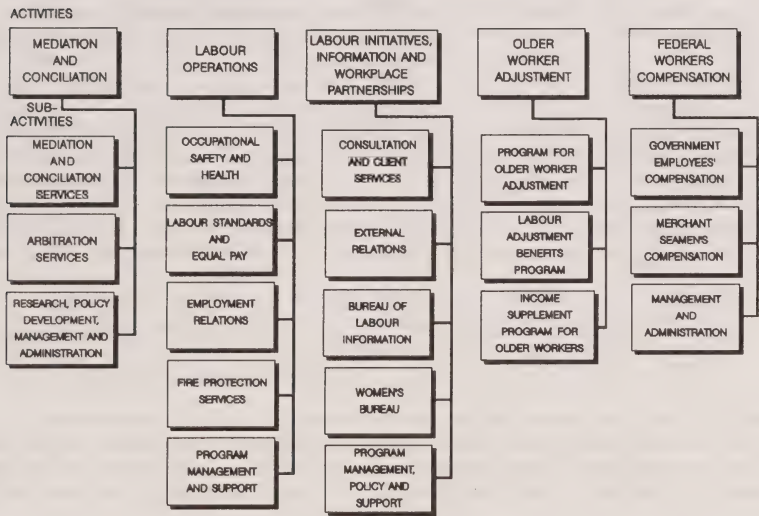 ACTIVITIES
MEDIATION
AND
CONCILIATION
LABOUR
OPERATIONS
LABOUR INITIATIVES,
INFORMATION AND
WORKPLACE
PARTNERSHIPS
OLDER
WORKER
ADJUSTMENT
FEDERAL
WORKERS
COMPENSATION
SUB-
ACTIVITIES
MEDIATION
AND
CONCILIATION
SERVICES
ARBITRATION
SERVICES
RESEARCH, POLICY
DEVELOPMENT,
MANAGEMENT AND
ADMINISTRATION
OCCUPATIONAL
SAFETY AND
HEALTH
LABOUR STANDARDS
AND
EQUAL PAY
EMPLOYMENT
RELATIONS
FIRE PROTECTION
SERVICES
PROGRAM
MANAGEMENT
AND SUPPORT
CONSULTATION
AND CLIENT
SERVICES
EXTERNAL
RELATIONS
BUREAU OF
LABOUR
INFORMATION
WOMEN'S
BUREAU
PROGRAM
MANAGEMENT,
POLICY AND
SUPPORT
PROGRAM FOR
OLDER WORKER
ADJUSTMENT
LABOUR
ADJUSTMENT
BENEFITS
PROGRAM
INCOME
SUPPLEMENT
PROGRAM FOR
OLDER WORKERS
GOVERNMENT
EMPLOYEES'
COMPENSATION
MERCHANT
SEAMEN'S
COMPENSATION
MANAGEMENT
AND
ADMINISTRATION